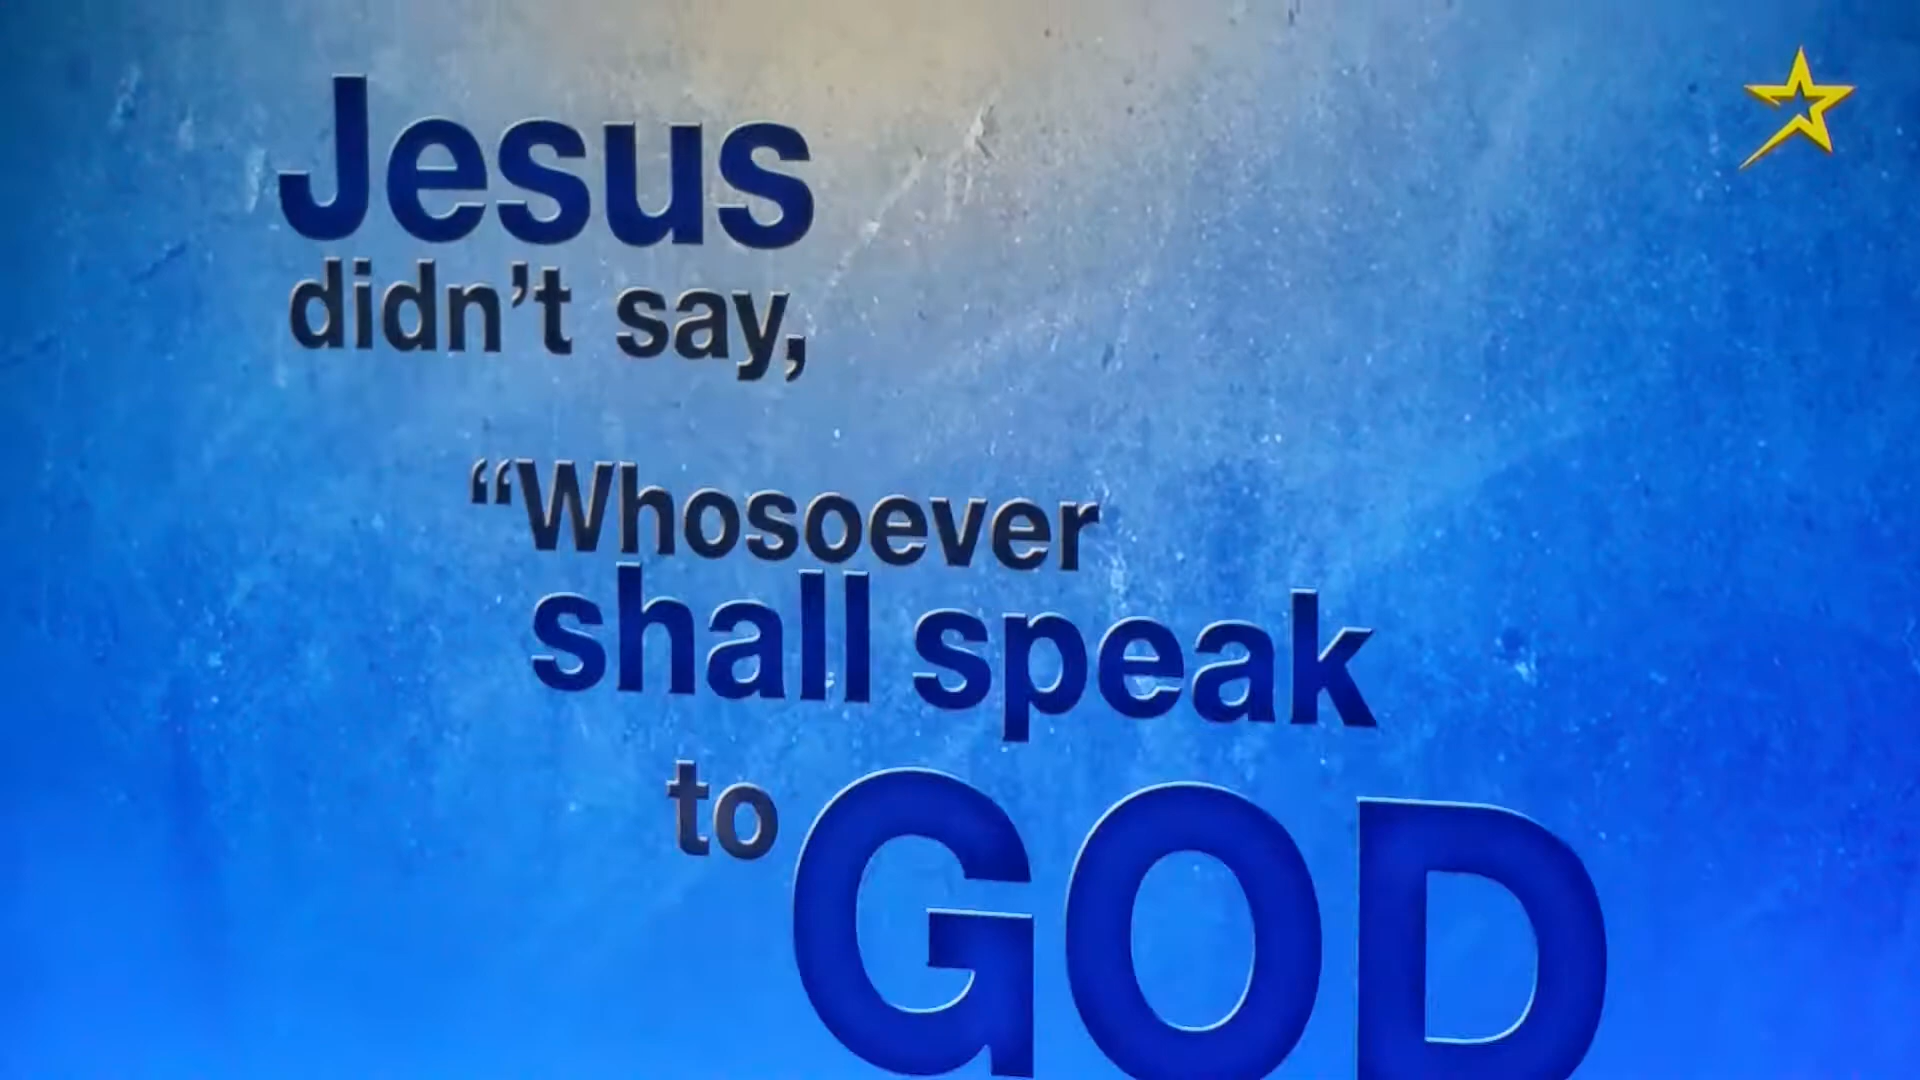 Jesus
didn’t say,
“Whosoever
shall speak
to GOD